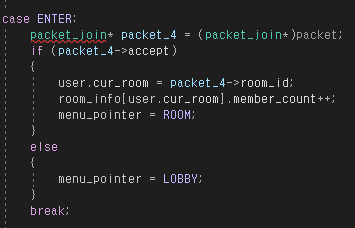 case ENTER:
packet_join* packet_4 = (packet_join*)packet;
if (packet_4->accept)
{
user.cur_room = packet_4->room_id;
room_info[user.cur_room].member_count++;
menu_pointer = ROOM;
}
else
{
menu_pointer = LOBBY;
}
break;